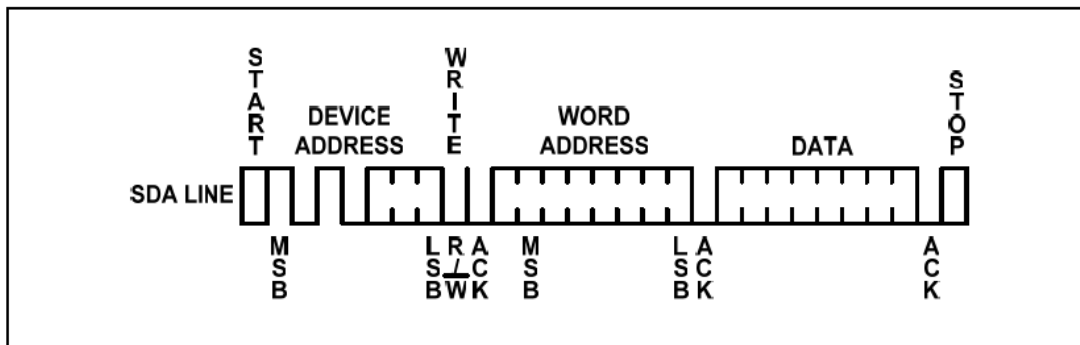 START
WRITE
STOP
DEVICE
ADDRESS
WORD
ADDRESS
DATA
SDA LINE
MSB
LSB
R/W
ACK
MSB
LSB
ACK
ACK